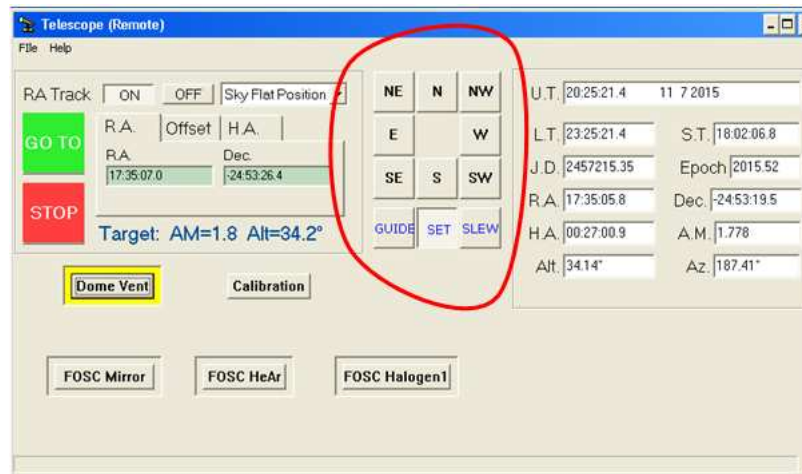 Telescope (Remote)
FIle Help
RA Track ON OFF Sky Flat Position
GO TO
STOP
R.A. Offset H.A.
R.A. Dec.
17:35:07.0 -24:53:26.4
Target: AM=1.8 Alt=34.2°
NE N NW
E W
SE S SW
GUIDE SET SLEW
U.T. 20:25:21.4 11 7 2015
L.T. 23:25:21.4 S.T. 18:02:06.8
J.D. 2457215.35 Epoch 2015.52
R.A. 17:35:05.8 Dec. -24:53:19.5
H.A. 00:27:00.9 A.M. 1.778
Alt. 34.14° Az. 187.41°
Dome Vent Calibration
FOSC Mirror FOSC HeAr FOSC Halogen1